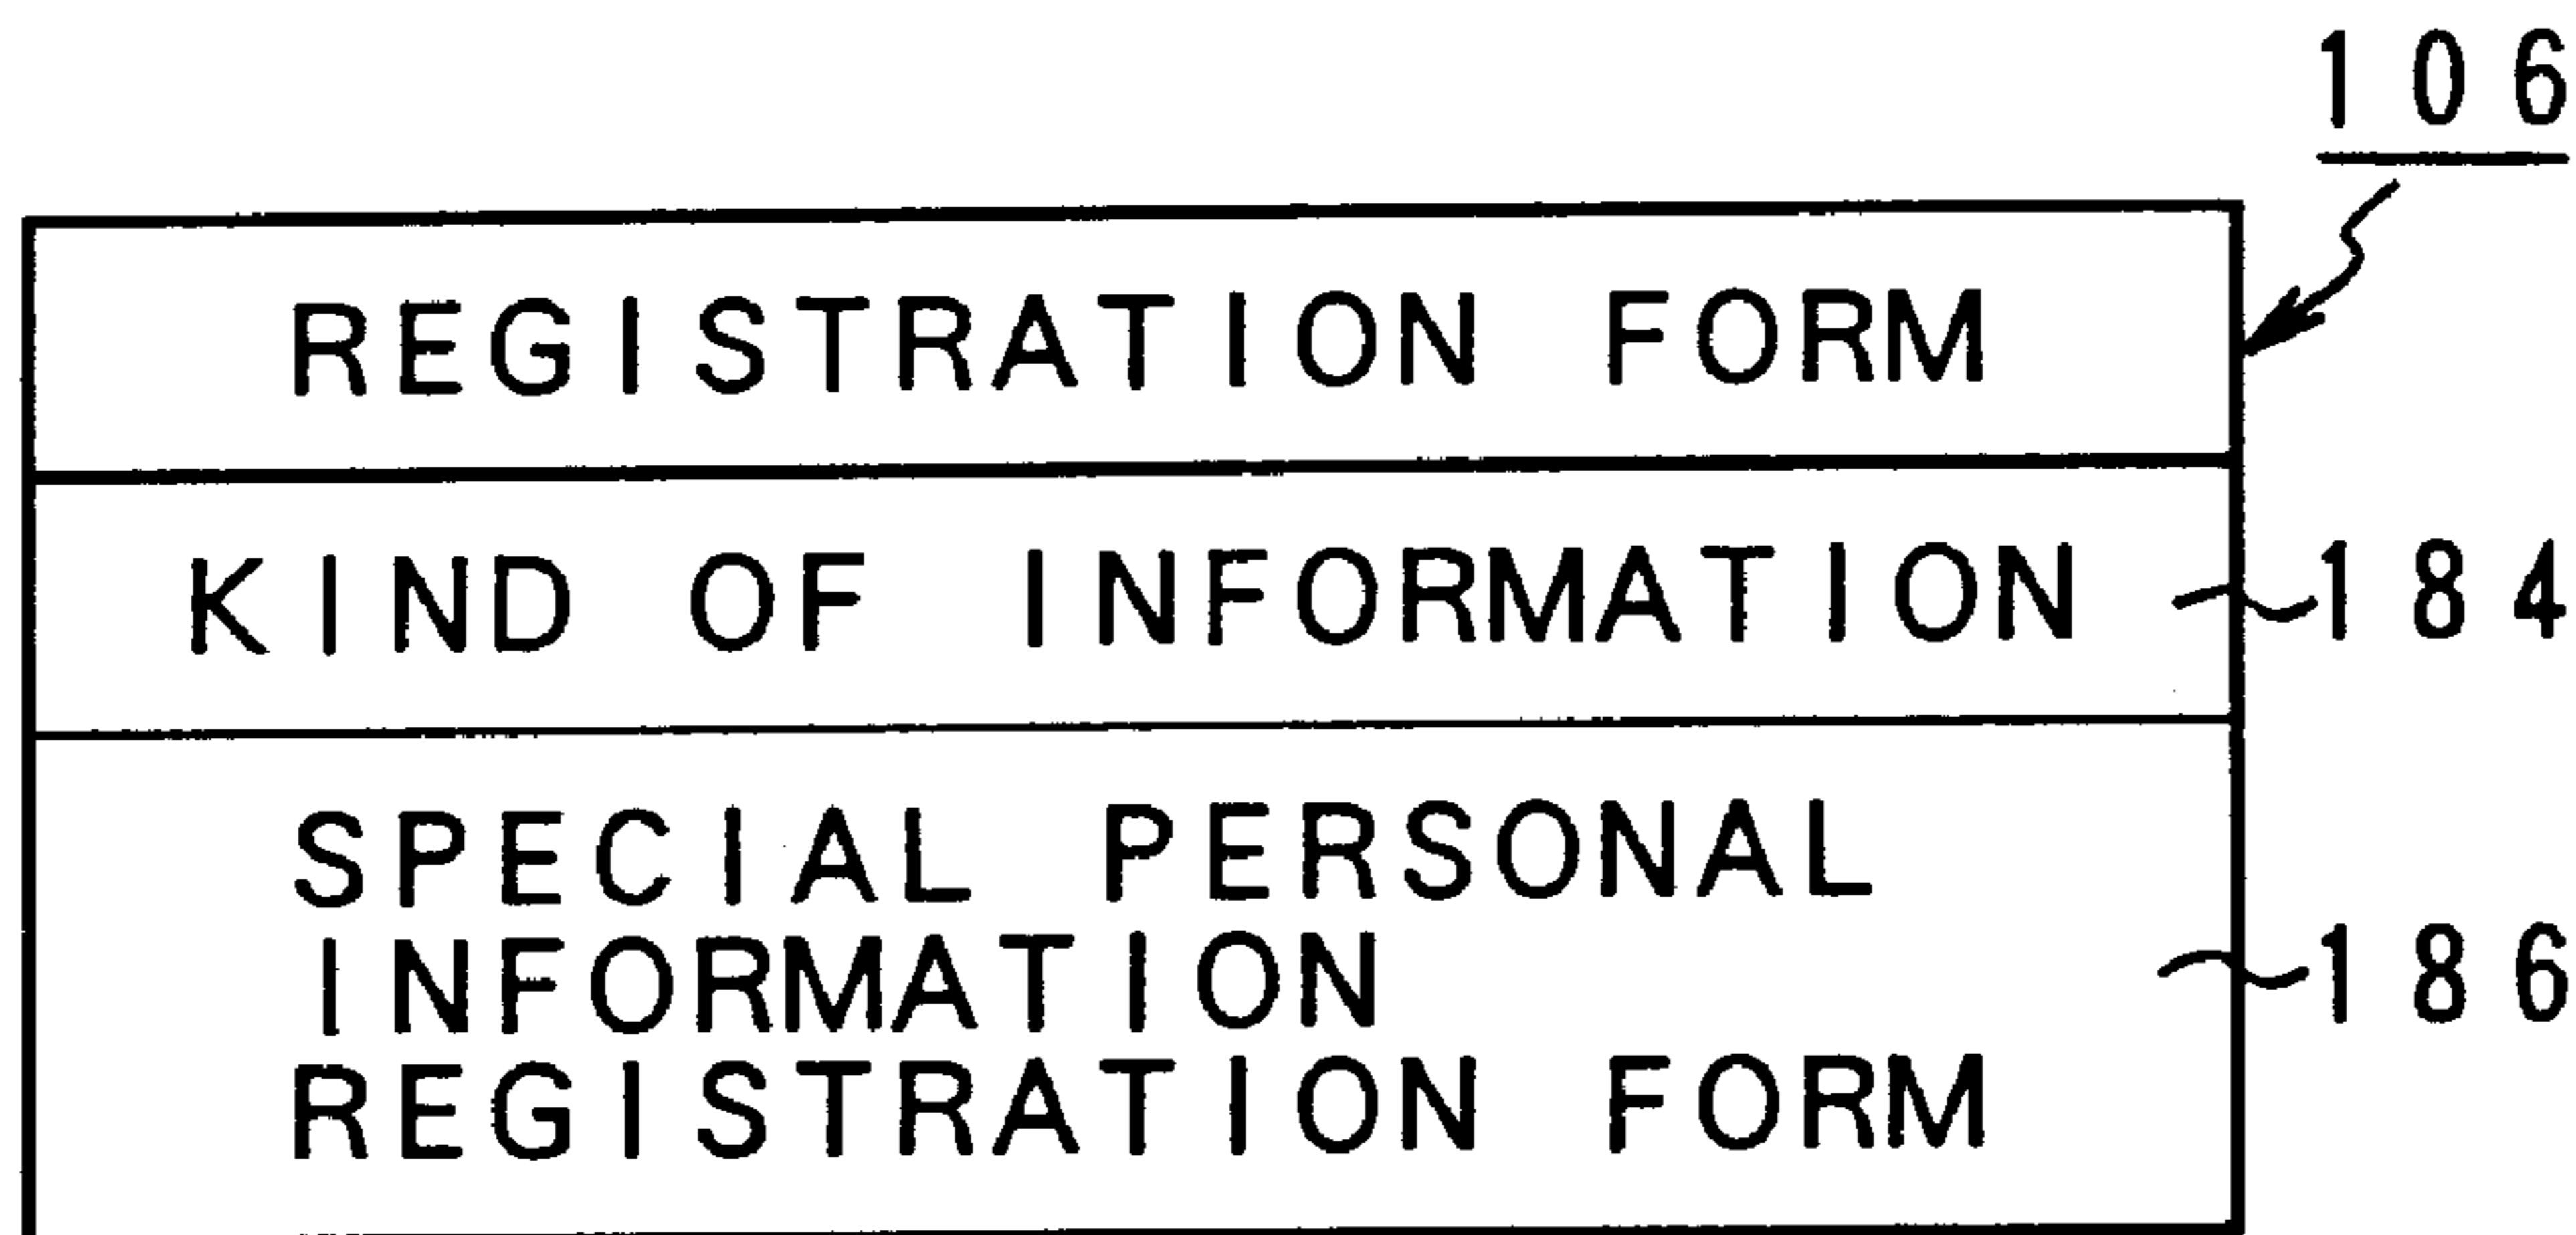 106
REGISTRATION FORM
KIND OF INFORMATION 184
SPECIAL PERSONAL
INFORMATION 186
REGISTRATION FORM